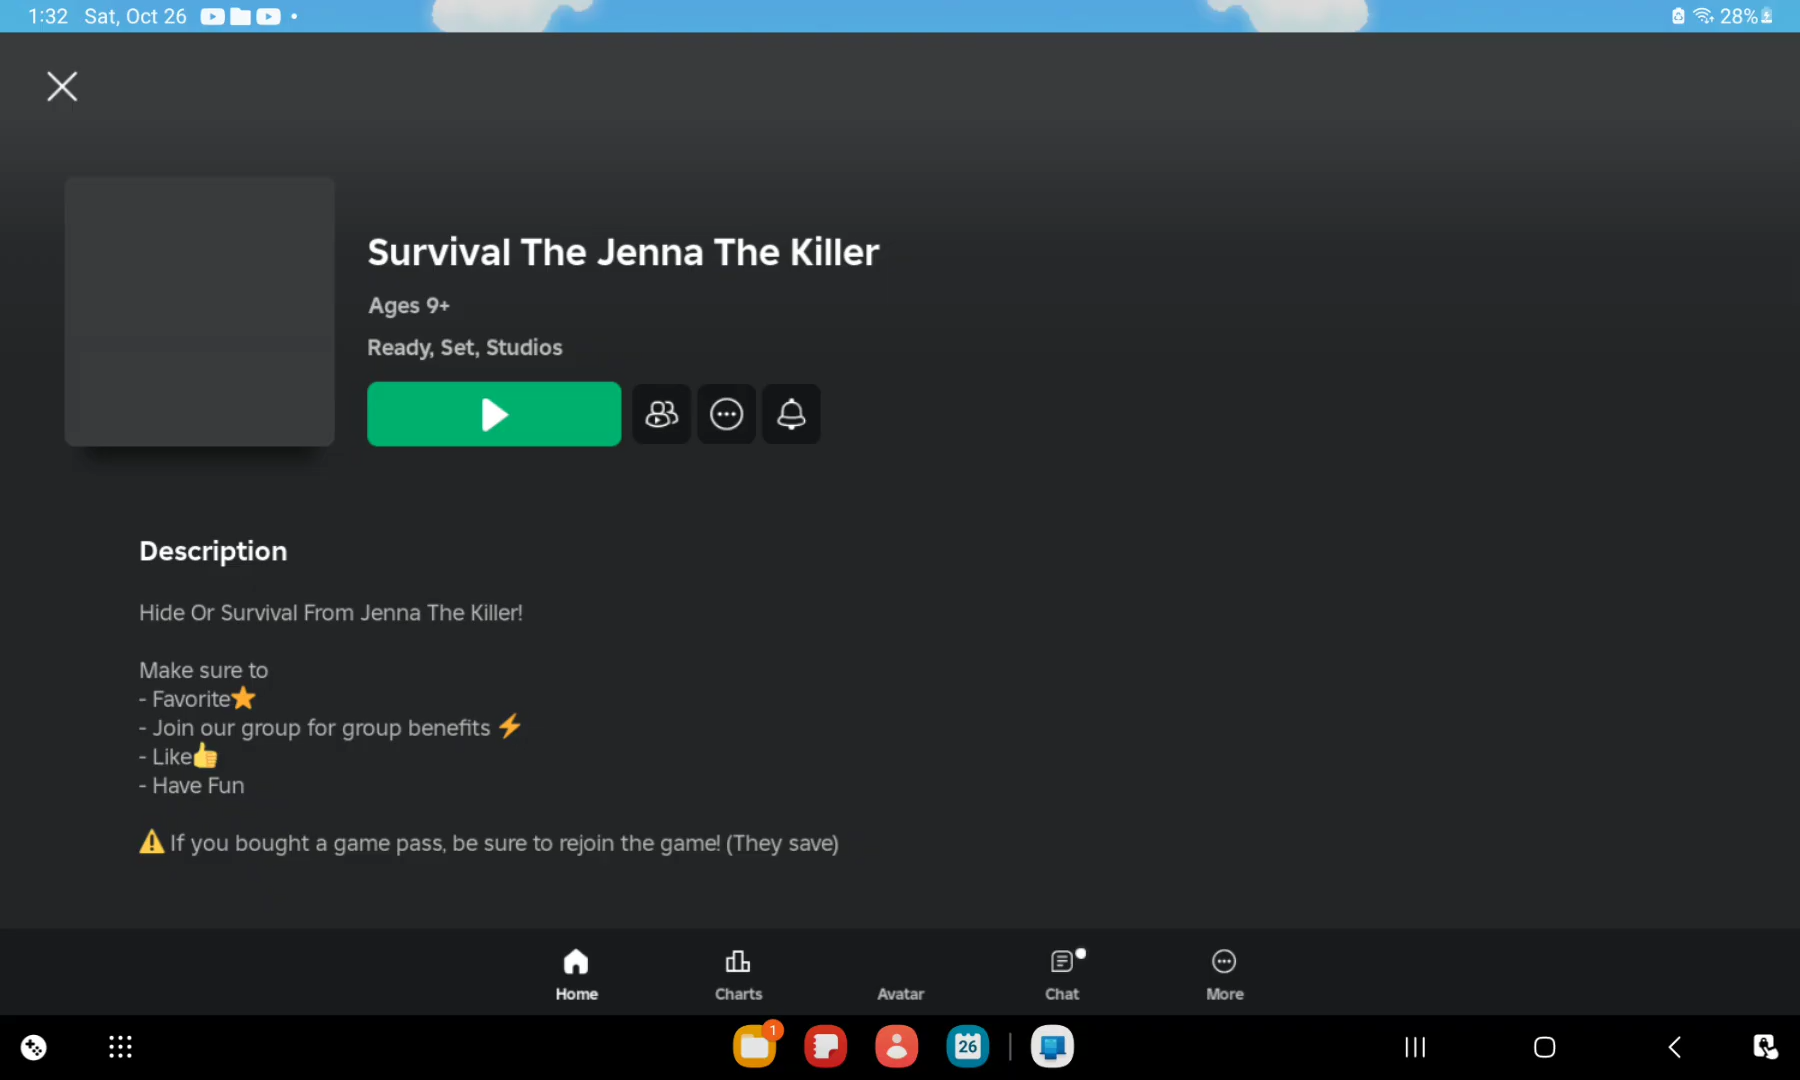 1:32 Sat, Oct 26
28%
Survival The Jenna The Killer
Ages 9+
Ready, Set, Studios
Description
Hide Or Survival From Jenna The Killer!
Make sure to
- Favorite⭐
- Join our group for group benefits ⚡
- Like👍
- Have Fun
⚠️ If you bought a game pass, be sure to rejoin the game! (They save)
Home
Charts
Avatar
Chat
More
1
26